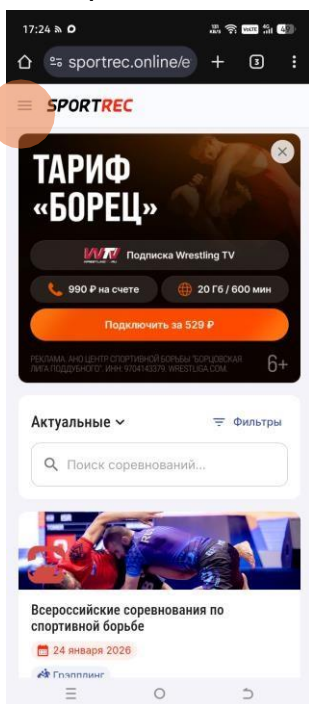 17:24
sportrec.online/e
3
SPORTREC
ТАРИФ
«БОРЕЦ»
Подписка Wrestling TV
990 ₽ на счете
20 Гб / 600 мин
Подключить за 529 ₽
РЕКЛАМА. АНО ЦЕНТР СПОРТИВНОЙ БОРЬБЫ "БОРЦОВСКАЯ
ЛИГА ПОДДУБНОГО". ИНН: 9704143379. WRESTLIGA.COM.
6+
Актуальные
Фильтры
Поиск соревнований...
Всероссийские соревнования по
спортивной борьбе
24 января 2026
Грэпплинг